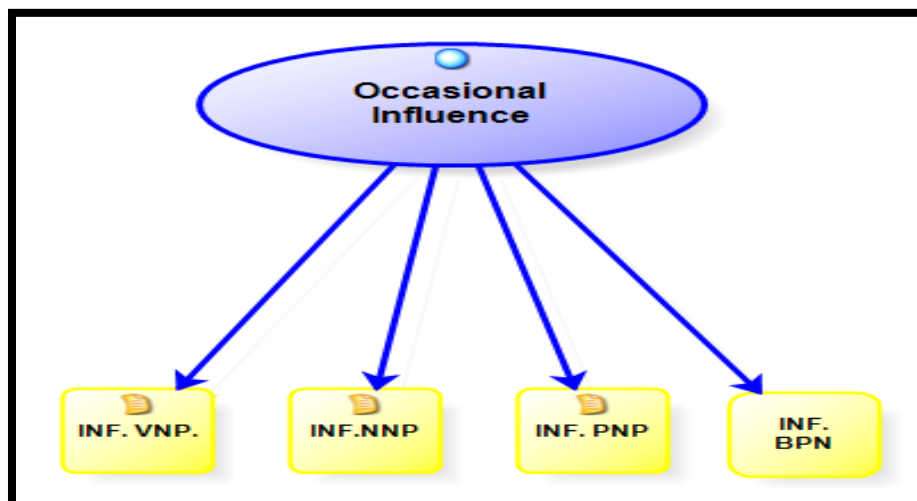 Occasional
Influence
INF. VNP.
INF.NNP
INF. PNP
INF.
BPN